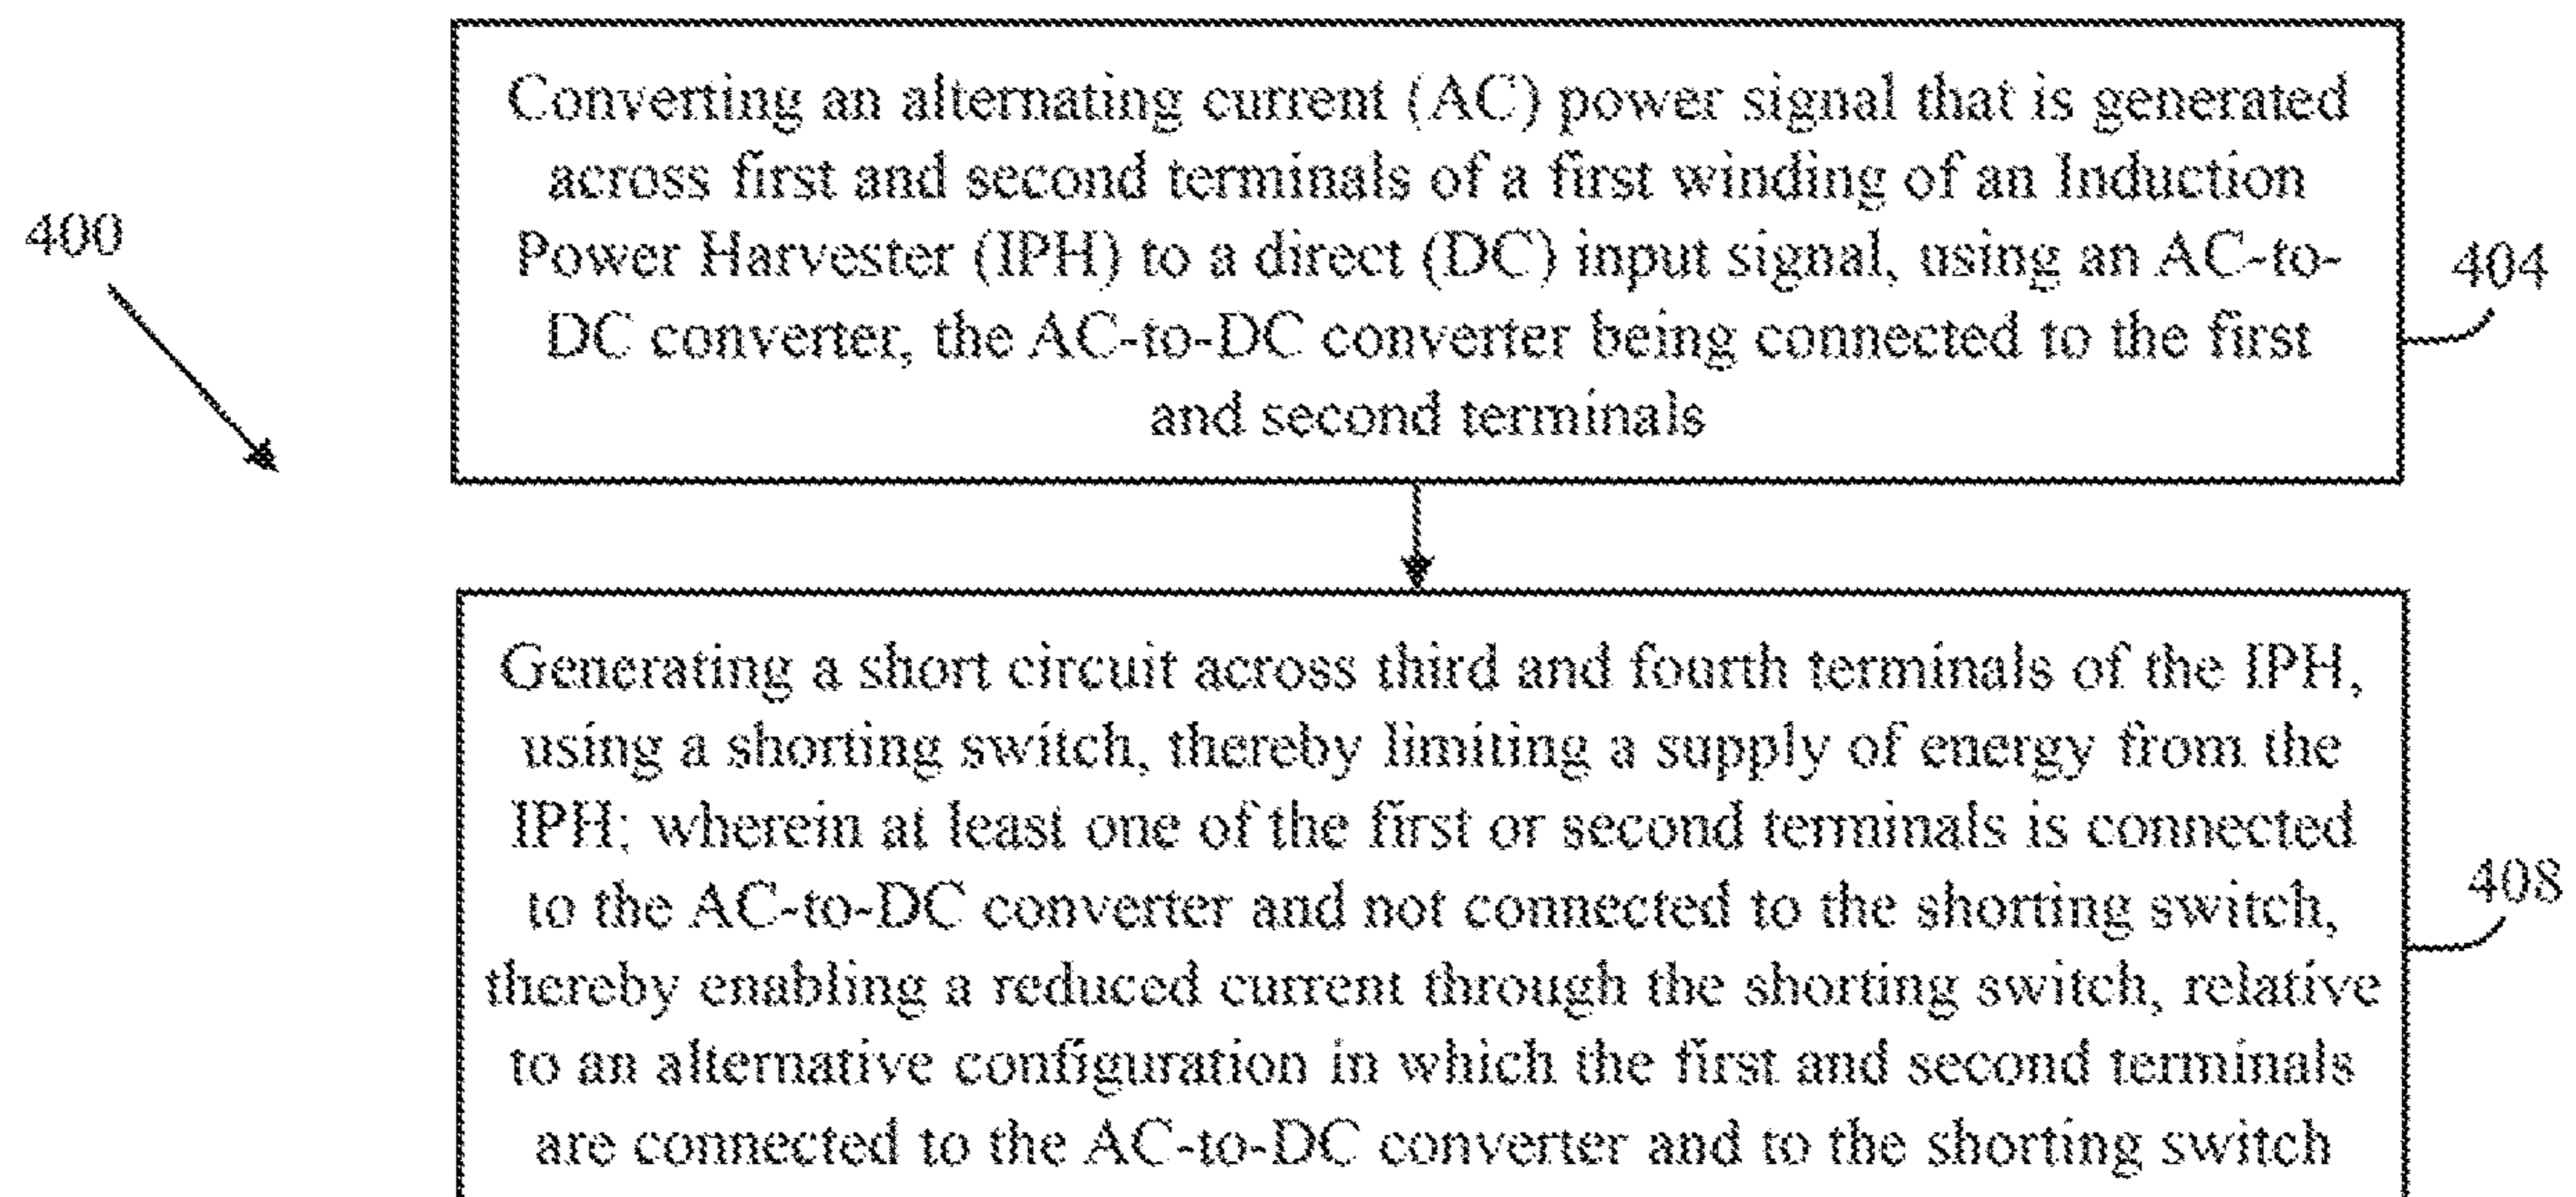 Converting an alternating current (AC) power signal that is generated
across first and second terminals of a first winding of an Induction
400
Power Harvester (IPH) to a direct (DC) input signal, using an AC-to-
404
DC converter, the AC-to-DC converter being connected to the first
and second terminals
Generating a short circuit across third and fourth terminals of the IPH,
using a shorting switch, thereby limiting a supply of energy from the
IPH; wherein at least one of the first or second terminals is connected
408
to the AC-to-DC converter and not connected to the shorting switch,
thereby enabling a reduced current through the shorting switch, relative
to an alternative configuration in which the first and second terminals
are connected to the AC-to-DC converter and to the shorting switch